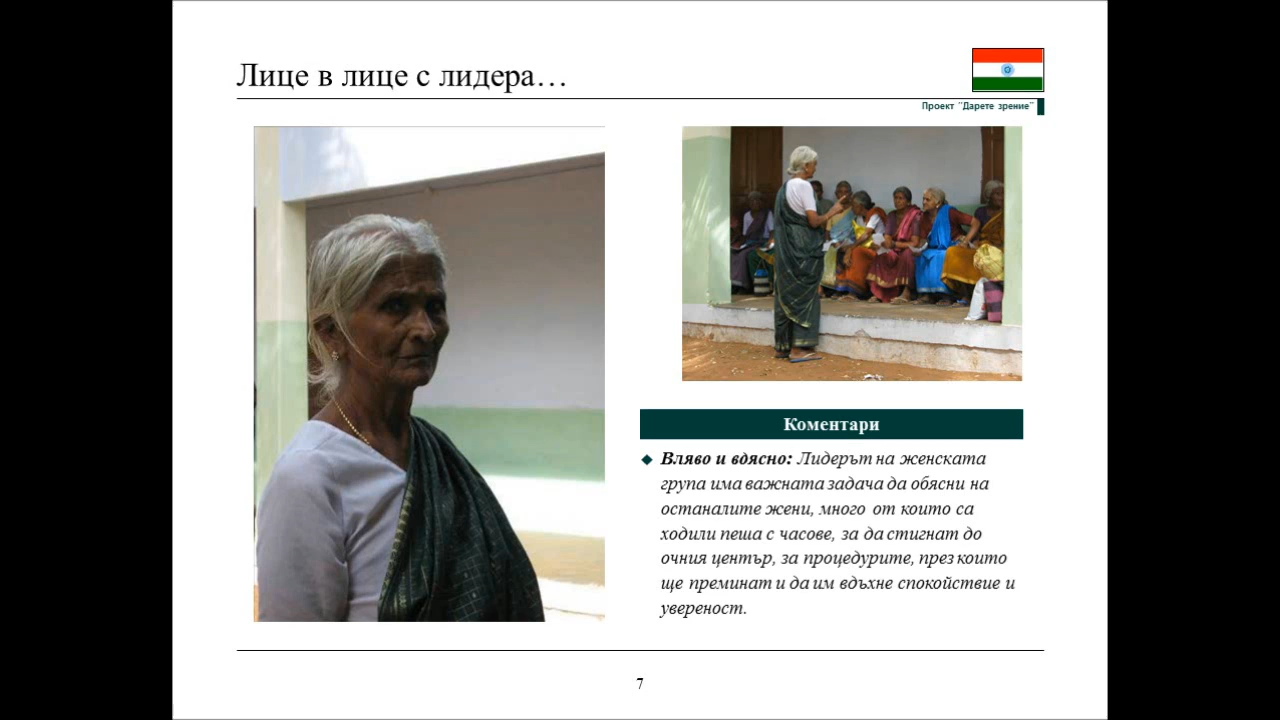 Лице в лице с лидера…
Проект "Дарете зрение"
Коментари
Вляво и вдясно: Лидерът на женската
група има важната задача да обясни на
останалите жени, много от които са
ходили пеша с часове, за да стигнат до
очния център, за процедурите, през които
ще преминат и да им вдъхне спокойствие и
увереност.
7